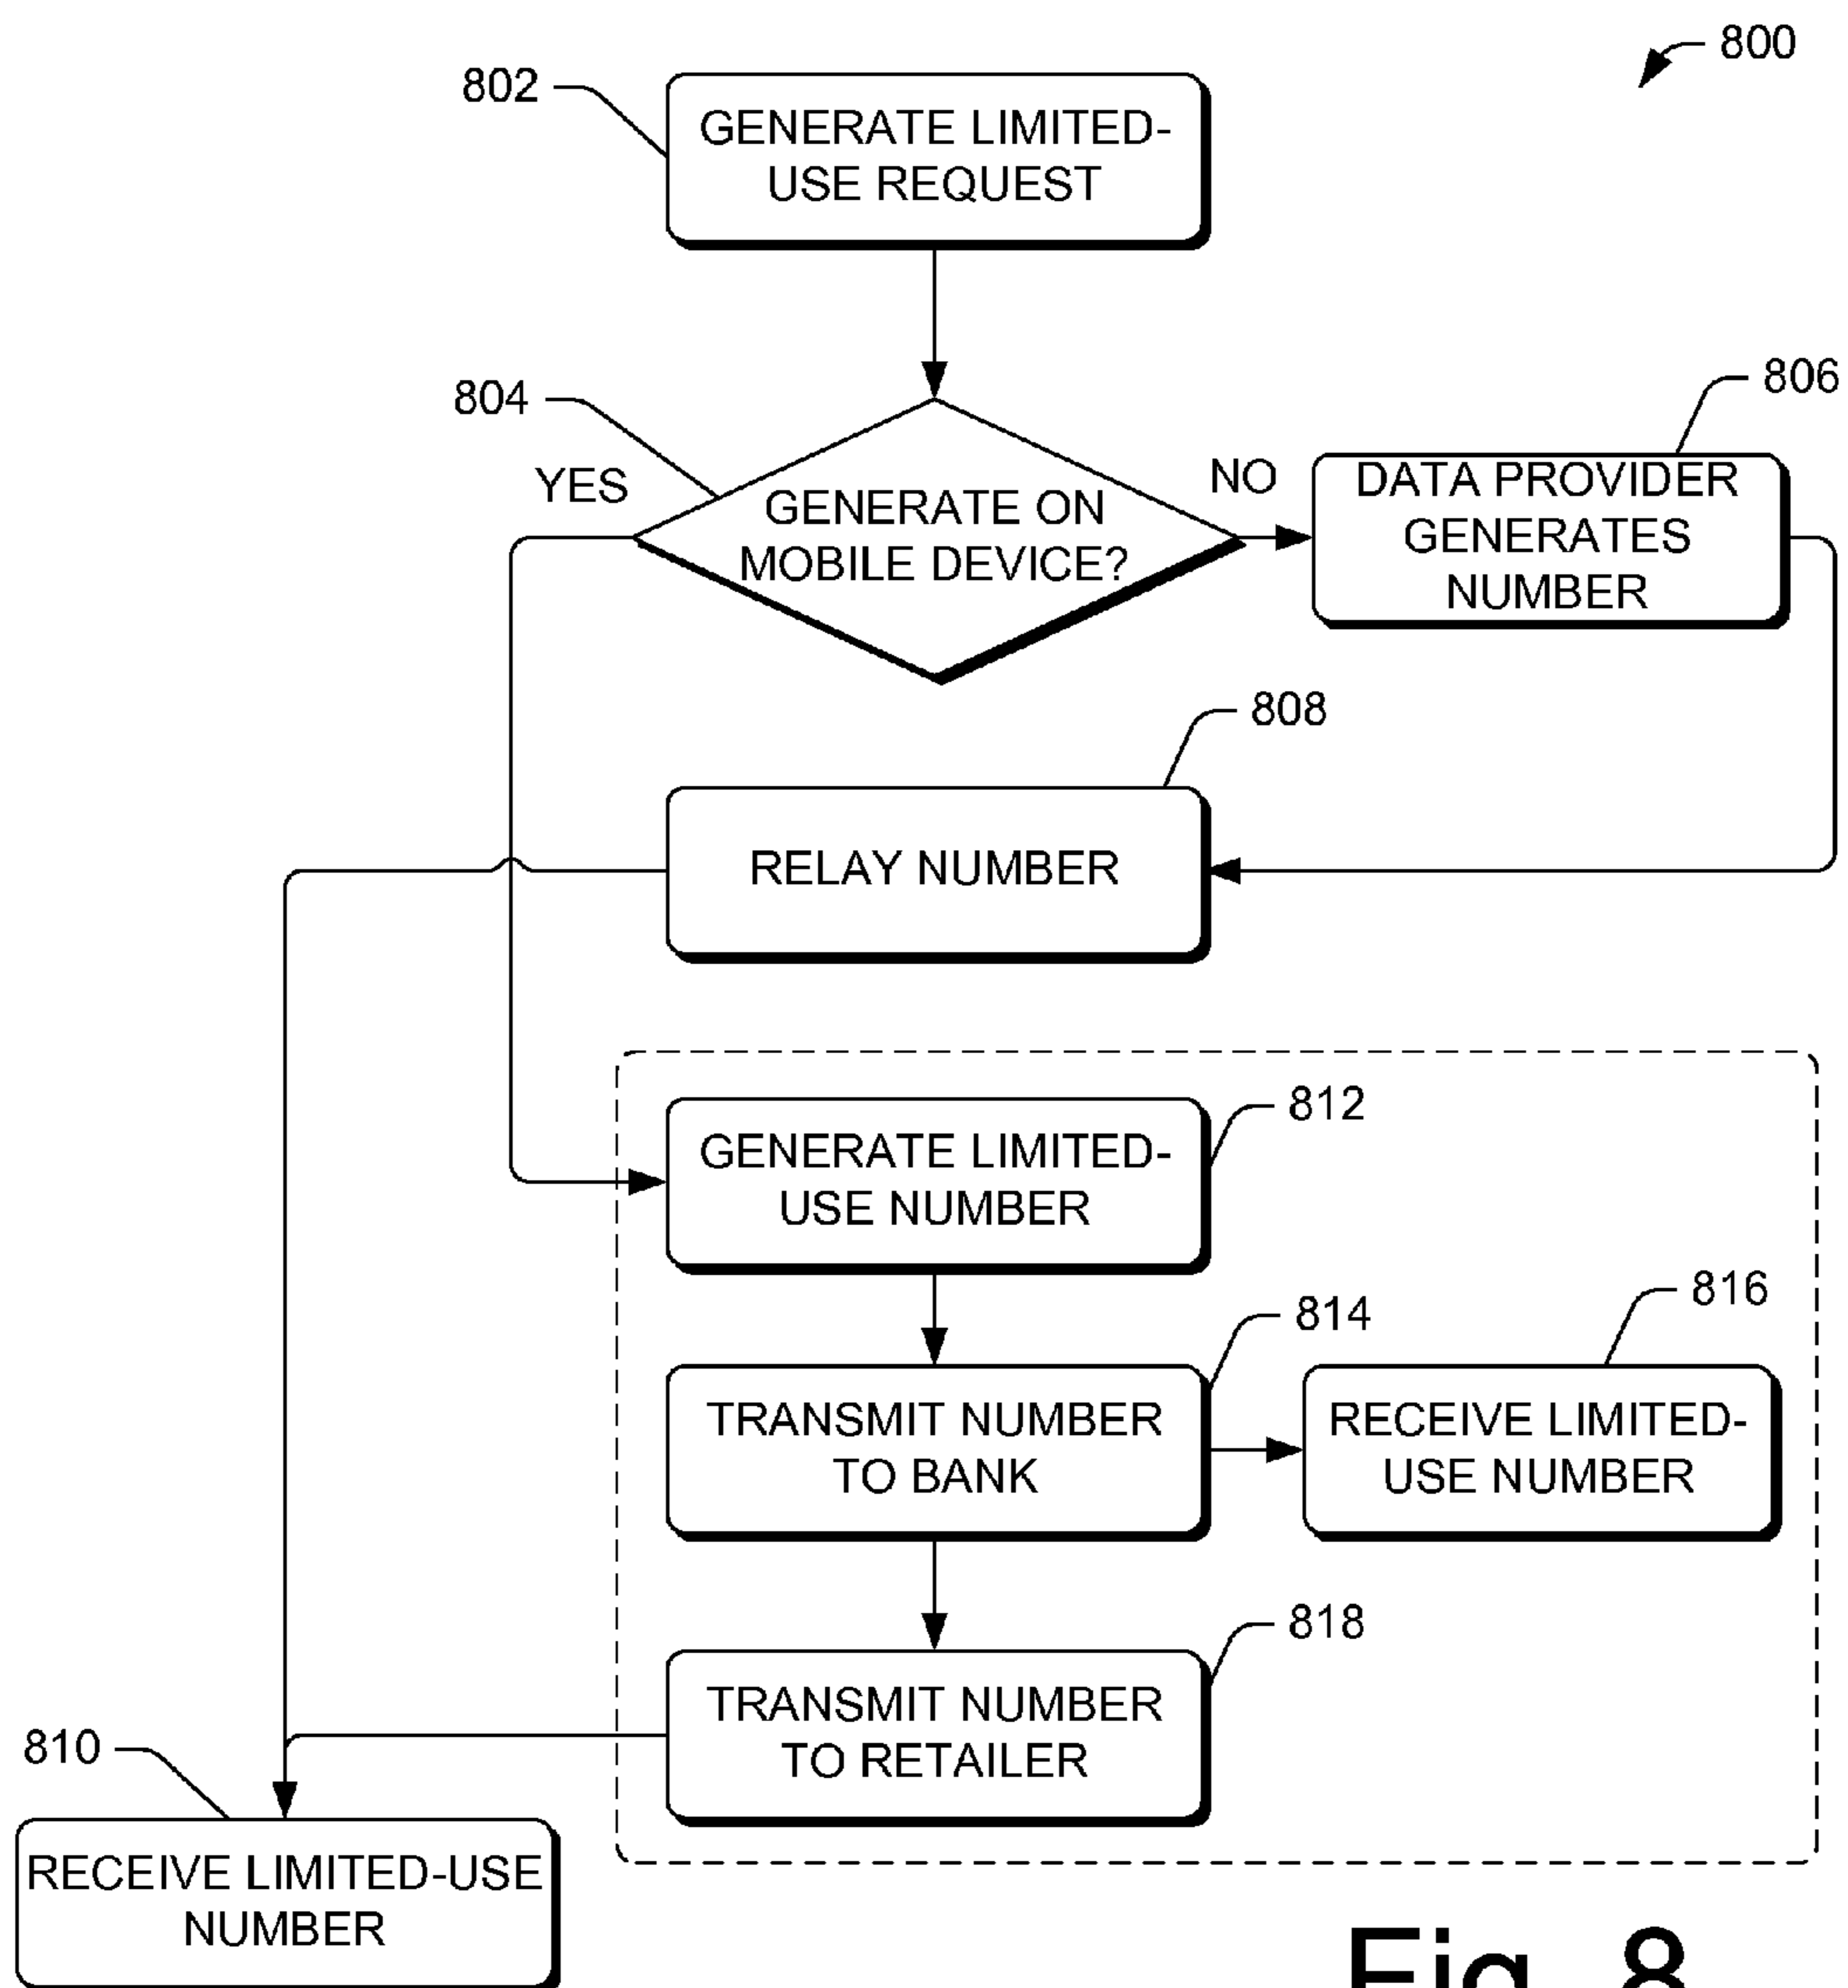 800
802
GENERATE LIMITED-
USE REQUEST
804
806
YES
NO
GENERATE ON
MOBILE DEVICE?
DATA PROVIDER
GENERATES
NUMBER
808
RELAY NUMBER
812
GENERATE LIMITED-
USE NUMBER
814
816
TRANSMIT NUMBER
TO BANK
RECEIVE LIMITED-
USE NUMBER
818
TRANSMIT NUMBER
TO RETAILER
810
RECEIVE LIMITED-USE
NUMBER
Fig. 8